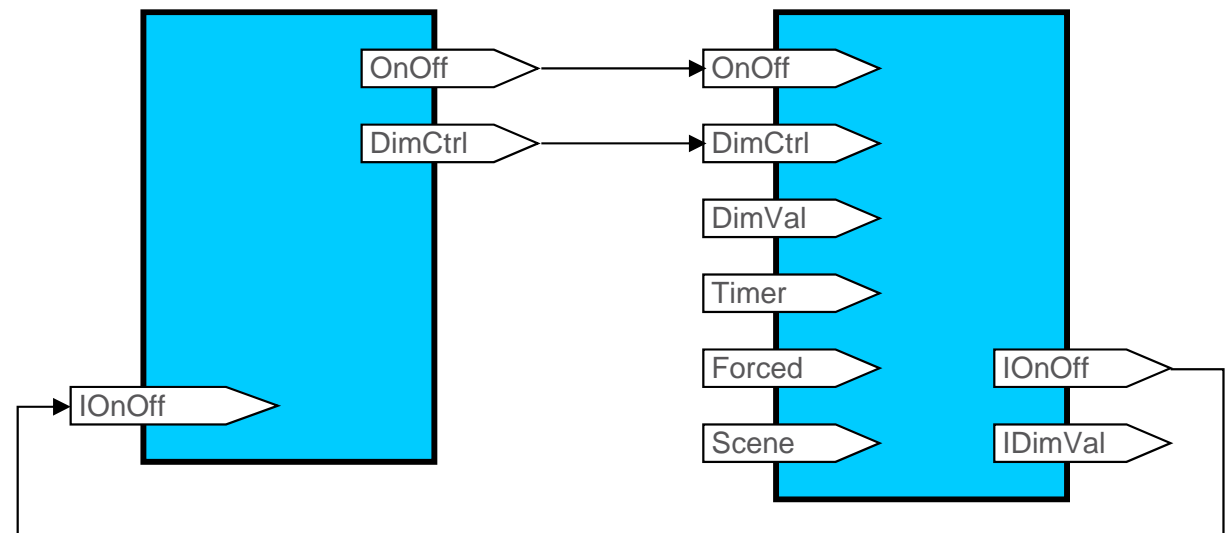 OnOff
OnOff
DimCtrl
DimCtrl
DimVal
Timer
Forced
IOnOff
IOnOff
Scene
IDimVal